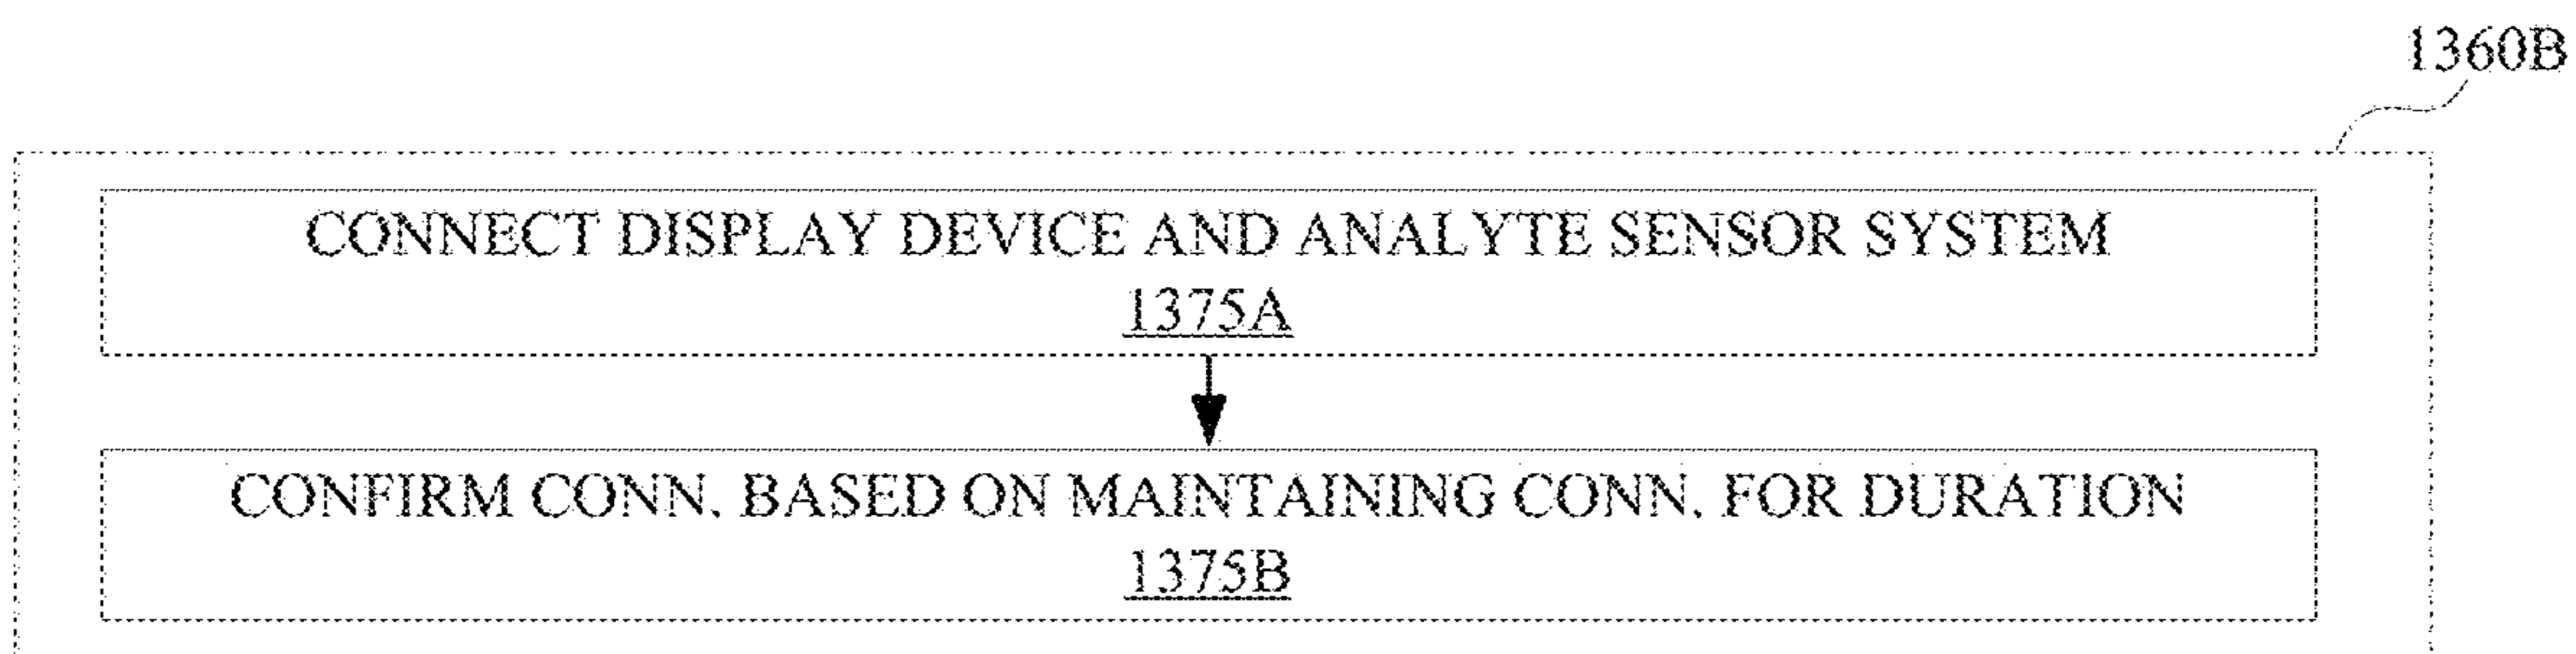 1360B
CONNECT DISPLAY DEVICE AND ANALYTE SENSOR SYSTEM
1375A
CONFIRM CONN. BASED ON MAINTAINING CONN. FOR DURATION
1375B